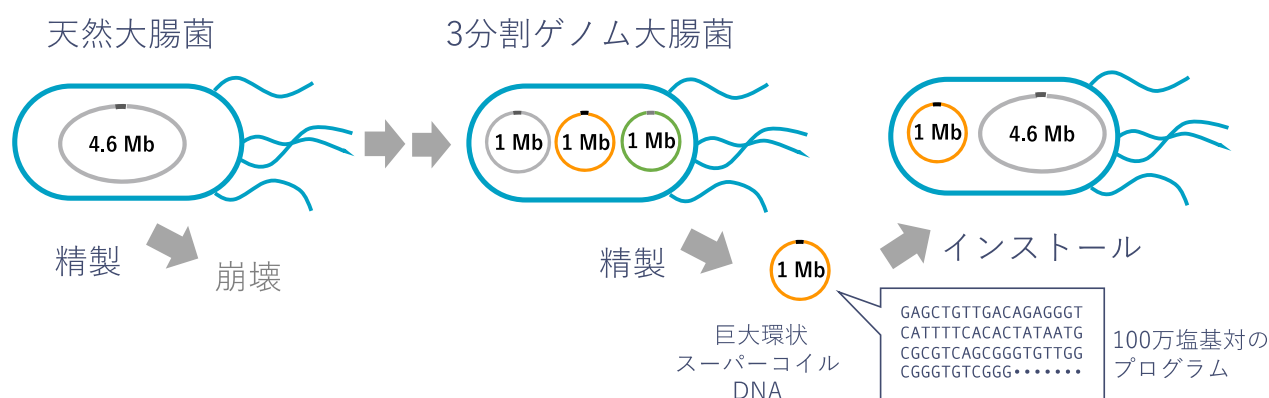 天然大腸菌
4.6 Mb
精製
崩壊
3分割ゲノム大腸菌
1 Mb
1 Mb
1 Mb
精製
1 Mb
巨大環状
スーパーコイル
DNA
1 Mb
4.6 Mb
インストール
GAGCTGTTGACAGAGGGT
CATTTTCACACTATAATG
CGCGTCAGCGGGTGTTGG
CGGGTGTCGGG・・・・・・・
100万塩基対の
プログラム